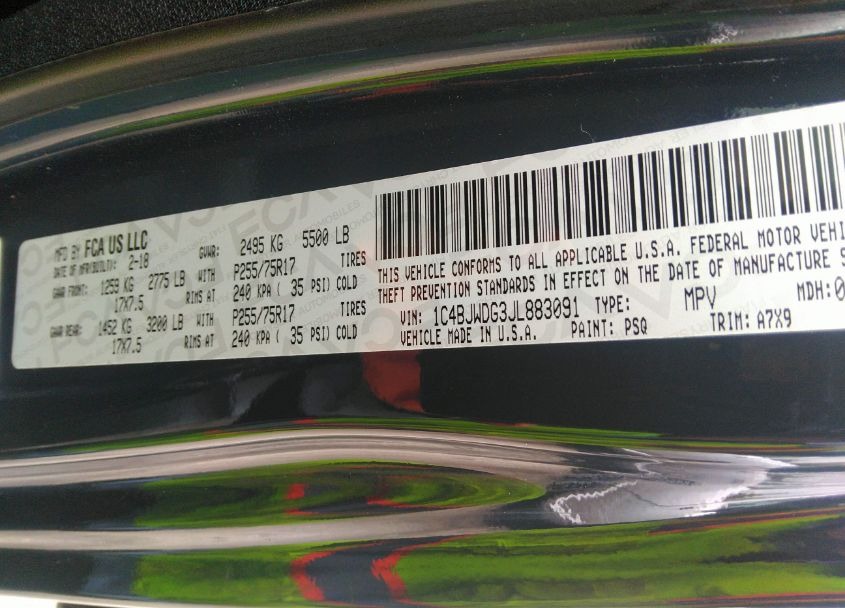 MFD BY FCA US LLC
DATE OF MFR/BUILT: 2-18 GVWR: 2495 KG 5500 LB
GAWR FRONT: 1259 KG 2775 LB WITH P255/75R17 TIRES
17X7.5 RIMS AT 240 KPA ( 35 PSI) COLD
GAWR REAR: 1452 KG 3200 LB WITH P255/75R17 TIRES
17X7.5 RIMS AT 240 KPA ( 35 PSI) COLD
THIS VEHICLE CONFORMS TO ALL APPLICABLE U.S.A. FEDERAL MOTOR VEHI
THEFT PREVENTION STANDARDS IN EFFECT ON THE DATE OF MANUFACTURE S
VIN: 1C4BJWDG3JL883091 TYPE: MPV MDH:0
VEHICLE MADE IN U.S.A. PAINT: PSQ TRIM: A7X9